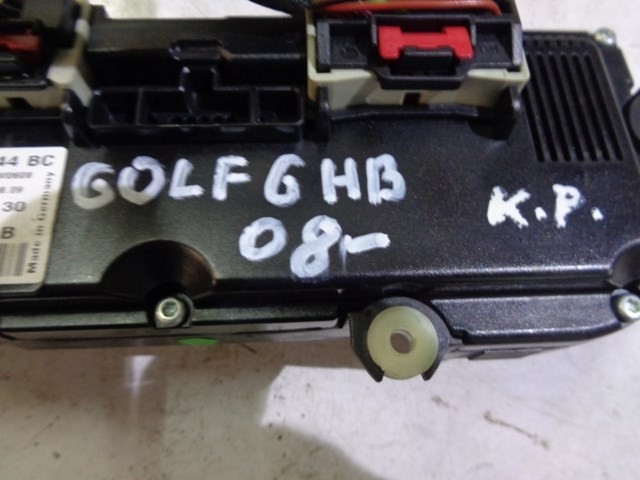 44 BC
30
B
Made in Germany
GOLF 6 HB
08-
K.P.